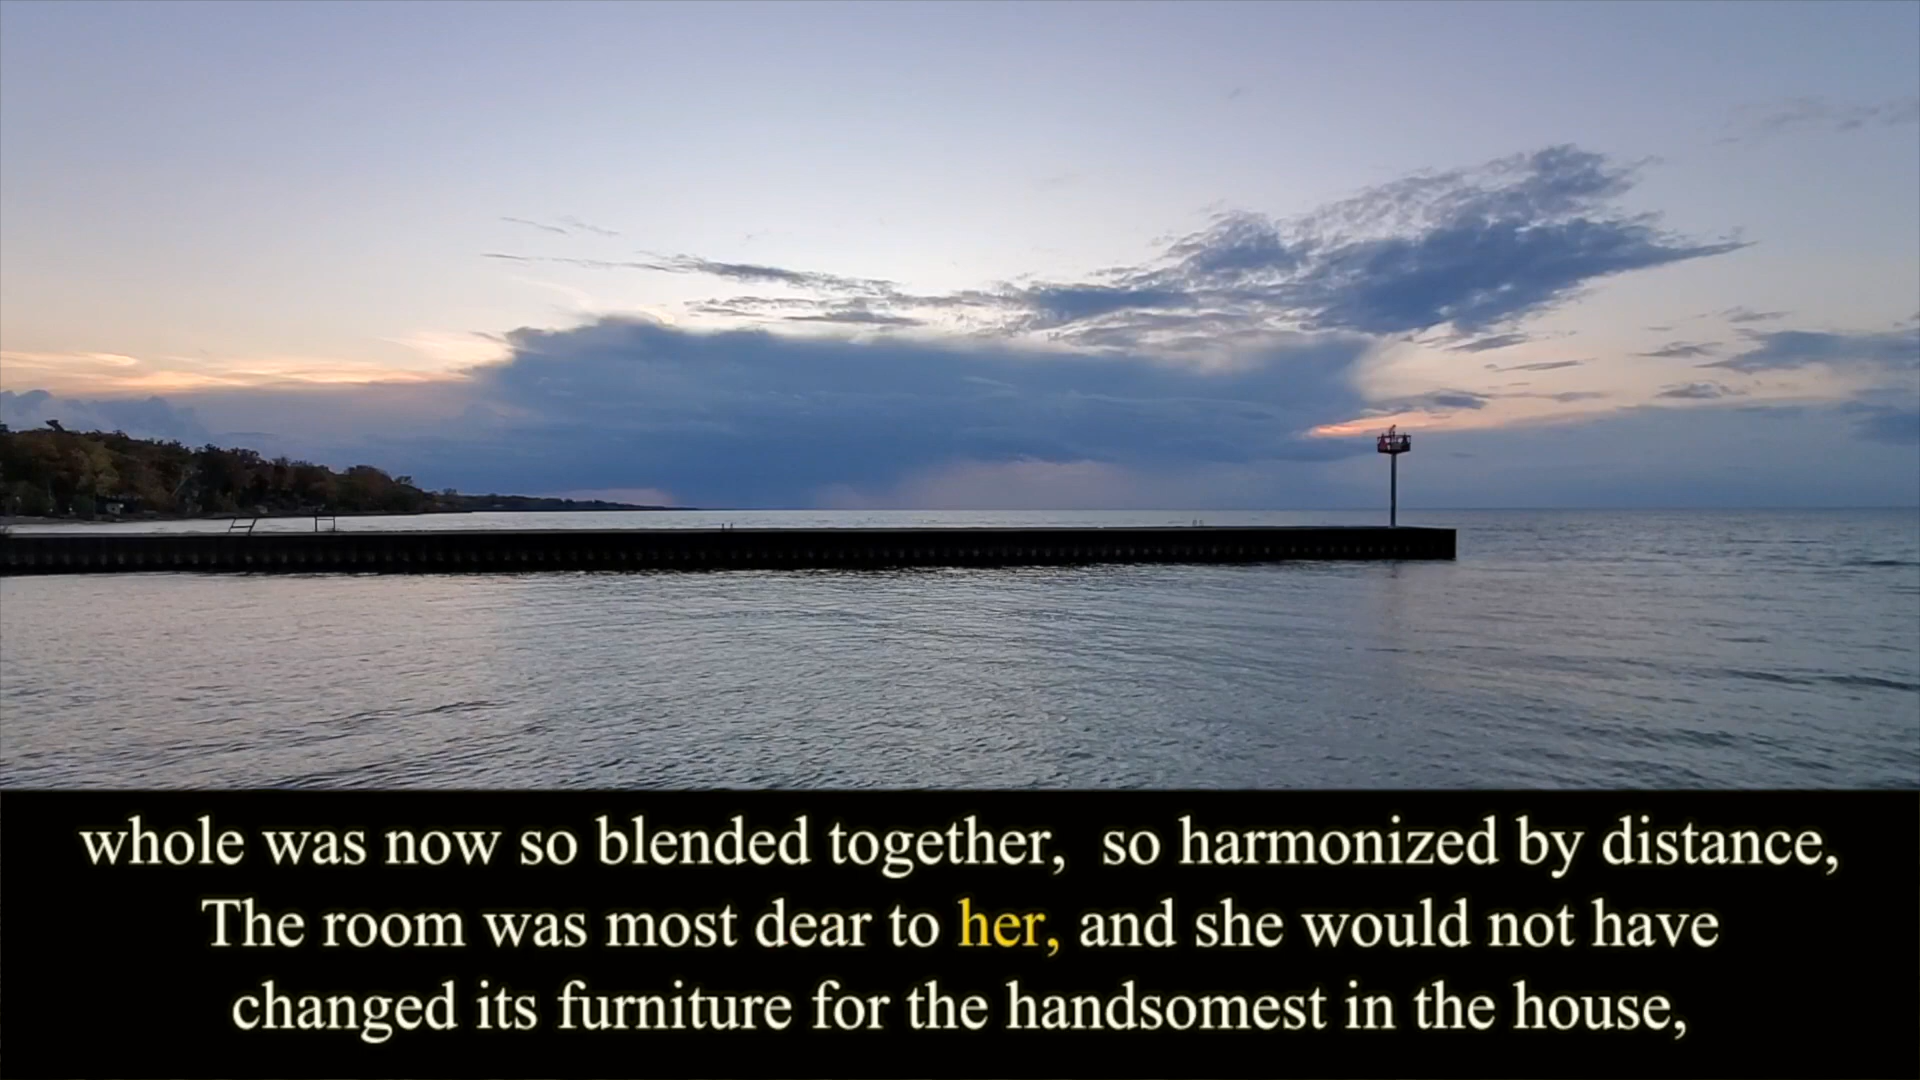 whole was now so blended together, so harmonized by distance,
The room was most dear to her, and she would not have
changed its furniture for the handsomest in the house,